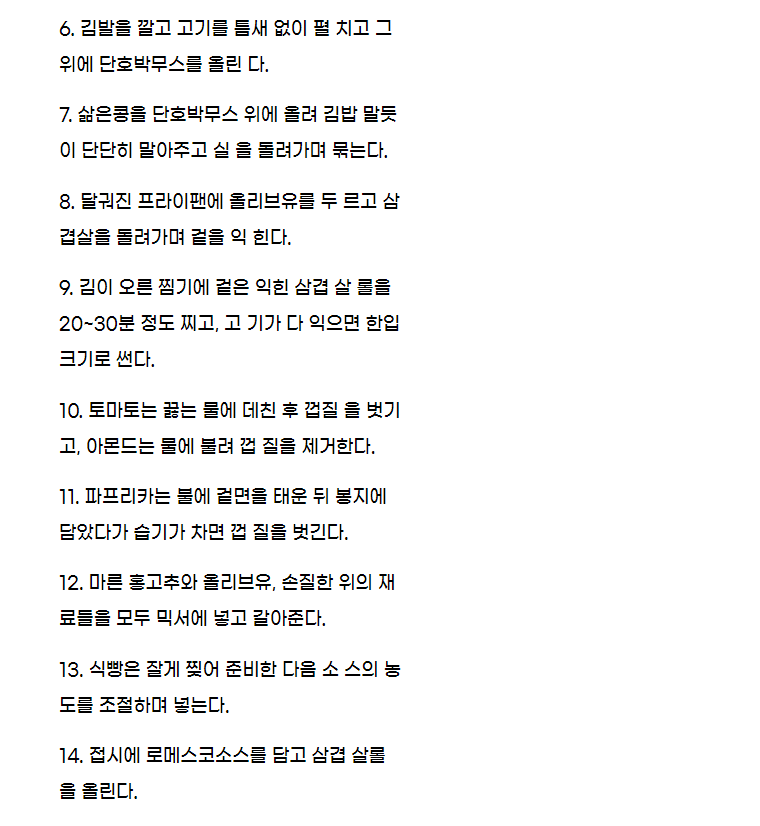 6. 김발을 깔고 고기를 틈새 없이 펼 치고 그
위에 단호박무스를 올린 다.
7. 삶은콩을 단호박무스 위에 올려 김밥 말듯
이 단단히 말아주고 실 을 돌려가며 묶는다.
8. 달궈진 프라이팬에 올리브유를 두 르고 삼
겹살을 돌려가며 겉을 익 힌다.
9. 김이 오른 찜기에 겉은 익힌 삼겹 살 롤을
20~30분 정도 찌고, 고 기가 다 익으면 한입
크기로 썬다.
10. 토마토는 끓는 물에 데친 후 껍질 을 벗기
고, 아몬드는 물에 불려 껍 질을 제거한다.
11. 파프리카는 불에 겉면을 태운 뒤 봉지에
담았다가 습기가 차면 껍 질을 벗긴다.
12. 마른 홍고추와 올리브유, 손질한 위의 재
료들을 모두 믹서에 넣고 갈아준다.
13. 식빵은 잘게 찢어 준비한 다음 소 스의 농
도를 조절하며 넣는다.
14. 접시에 로메스코소스를 담고 삼겹 살롤
을 올린다.